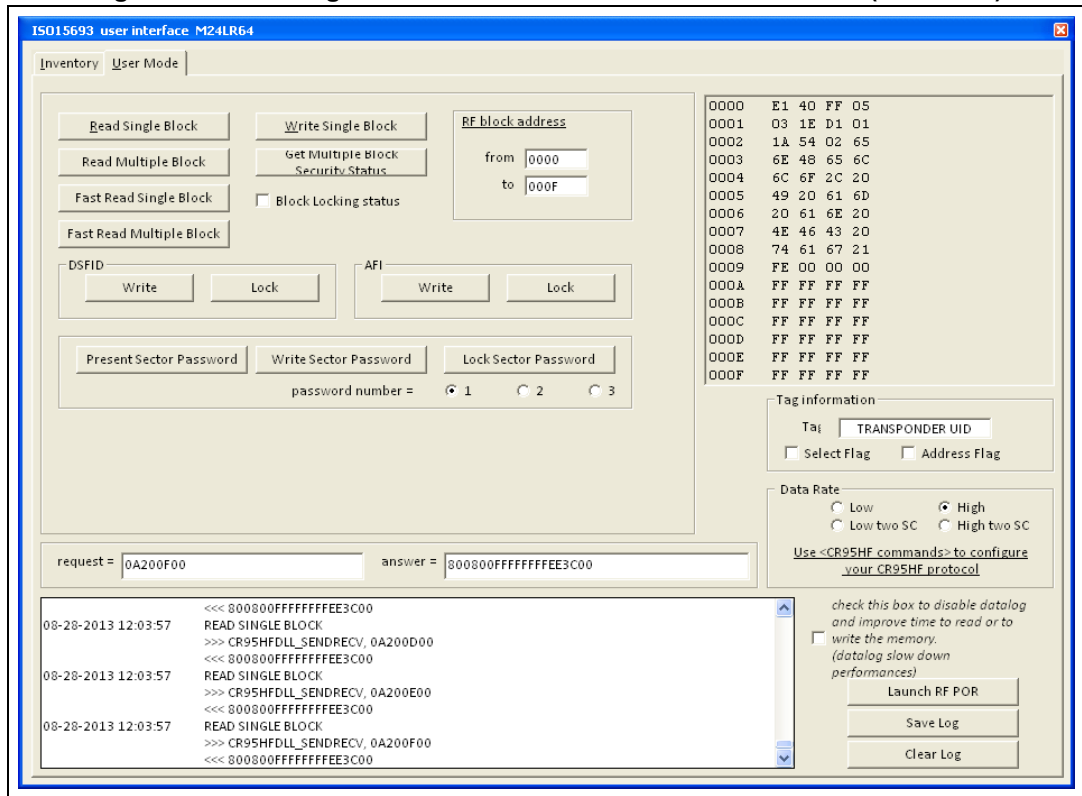 ISO15693 user interface M24LR64
Inventory User Mode
Read Single Block
Write Single Block
RF block address
Read Multiple Block
Get Multiple Block
Security Status
from 0000
to 000F
Fast Read Single Block
Block Locking status
Fast Read Multiple Block
DSFID
Write Lock
AFI
Write Lock
Present Sector Password Write Sector Password Lock Sector Password
password number = 1 2 3
0000 E1 40 FF 05
0001 03 1E D1 01
0002 1A 54 02 65
0003 6E 48 65 6C
0004 6C 6F 2C 20
0005 49 20 61 6D
0006 20 61 6E 20
0007 4E 46 43 20
0008 74 61 67 21
0009 FE 00 00 00
000A FF FF FF FF
000B FF FF FF FF
000C FF FF FF FF
000D FF FF FF FF
000E FF FF FF FF
000F FF FF FF FF
Tag information
TRANSPONDER UID
Select Flag Address Flag
Data Rate
Low High
Low two SC High two SC
Use <CR95HF commands> to configure
your CR95HF protocol
request = 0A200F00 answer = 800800FFFFFFFFEE3C00
<<< 800800FFFFFFFFEE3C00
08-28-2013 12:03:57 READ SINGLE BLOCK
>>> CR95HFDLL_SENDRECV, 0A200D00
<<< 800800FFFFFFFFEE3C00
08-28-2013 12:03:57 READ SINGLE BLOCK
>>> CR95HFDLL_SENDRECV, 0A200E00
<<< 800800FFFFFFFFEE3C00
08-28-2013 12:03:57 READ SINGLE BLOCK
>>> CR95HFDLL_SENDRECV, 0A200F00
<<< 800800FFFFFFFFEE3C00
check this box to disable datalog
and improve time to read or to
write the memory.
(datalog slow down
performances)
Launch RF POR
Save Log
Clear Log